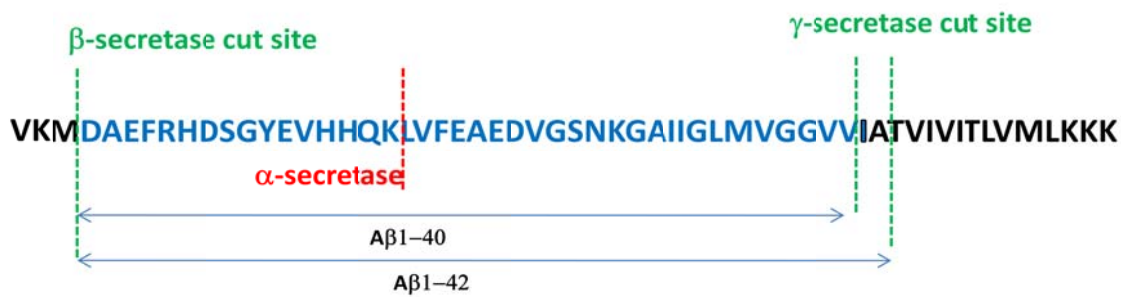 β-secretase cut site
γ-secretase cut site
VKMDAEFRHDSGYEVHHQKLVFEAEDVGSNKGAIIGLMVGGVVIATVIVITLVMLKKK
α-secretase
Aβ1–40
Aβ1–42